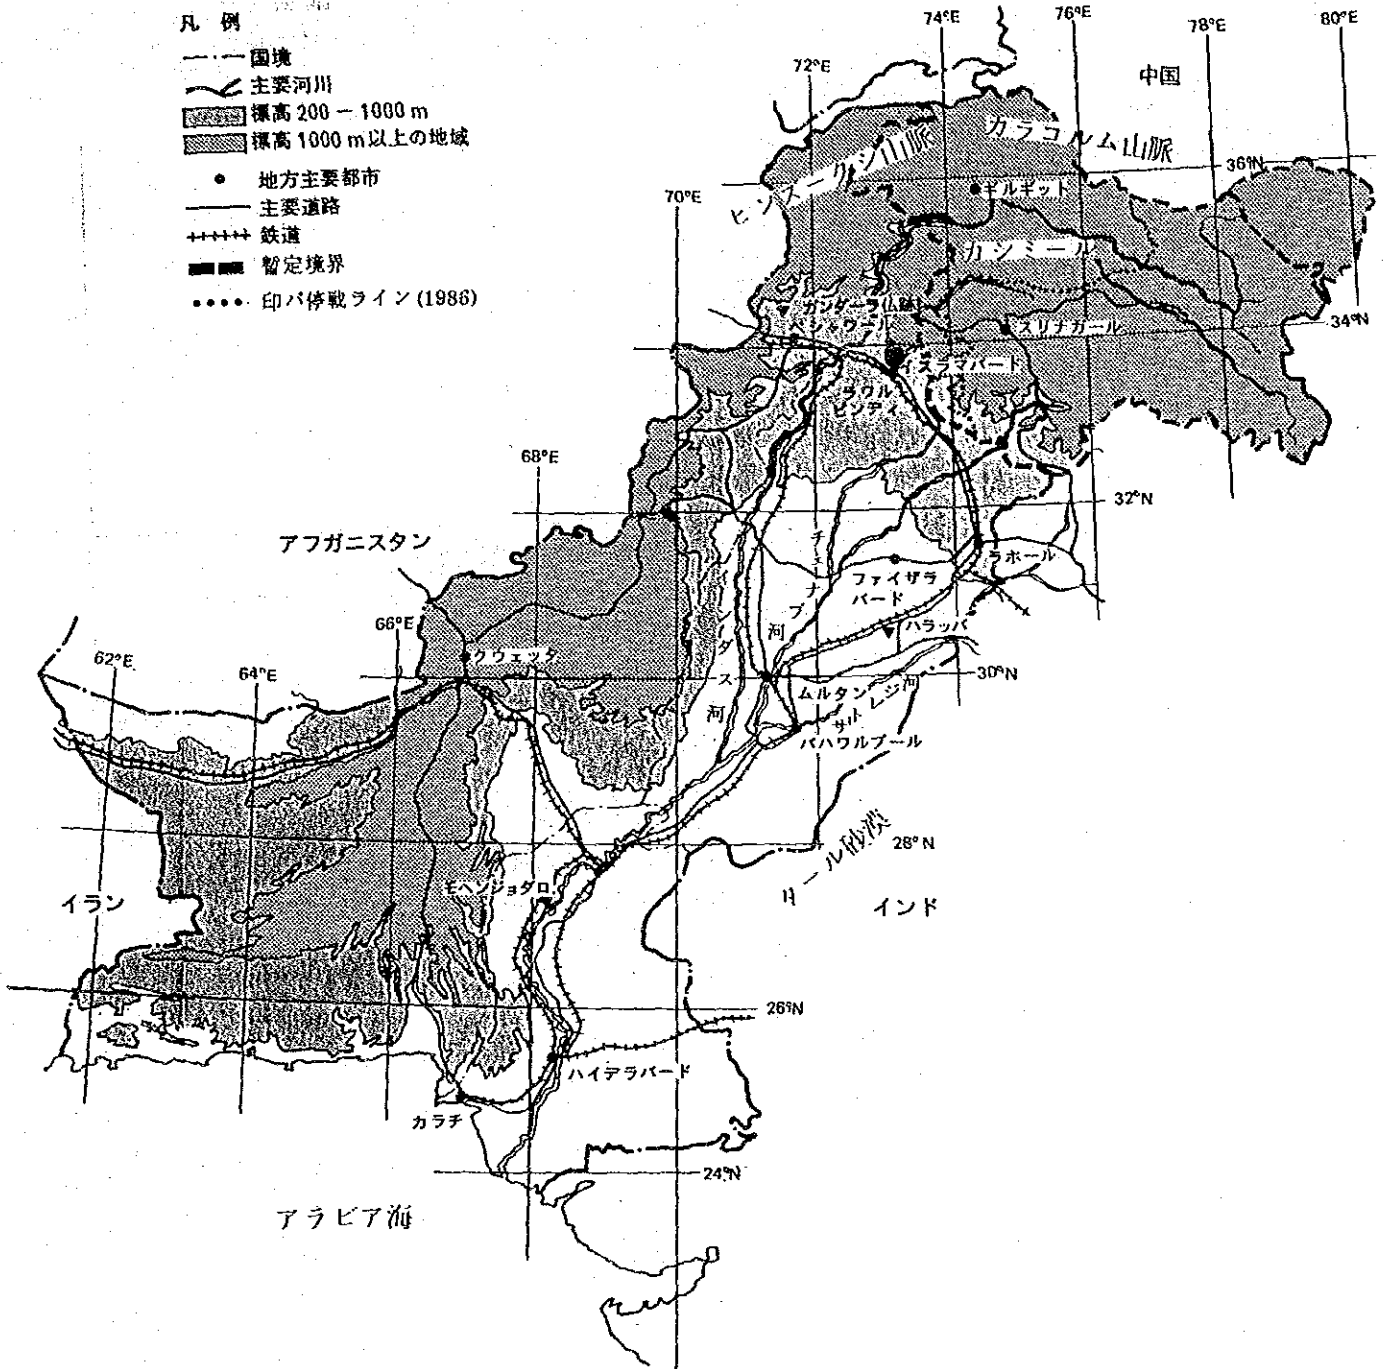 凡 例
国境
主要河川
標高 200 － 1000 m
標高 1000 m 以上の地域
地方主要都市
主要道路
鉄道
暫定境界
印パ停戦ライン (1986)
74°E
76°E
78°E
80°E
72°E
中国
カラコルム山脈
ヒンズークシ山脈
36°N
70°E
ギルギット
カシミール
ガンダーラ
ペシャワール
スリナガール
34°N
イスラマバード
ラワル
ピンディ
68°E
32°N
アフガニスタン
チェナブ河
ラホール
ファイザラ
バード
インダス河
66°E
ハラッパ
62°E
64°E
クウェッタ
30°N
ムルタン
サトレジ河
バハワルプール
28°N
タール砂漠
モヘンジョダロ
イラン
インド
26°N
ハイデラバード
カラチ
24°N
アラビア海